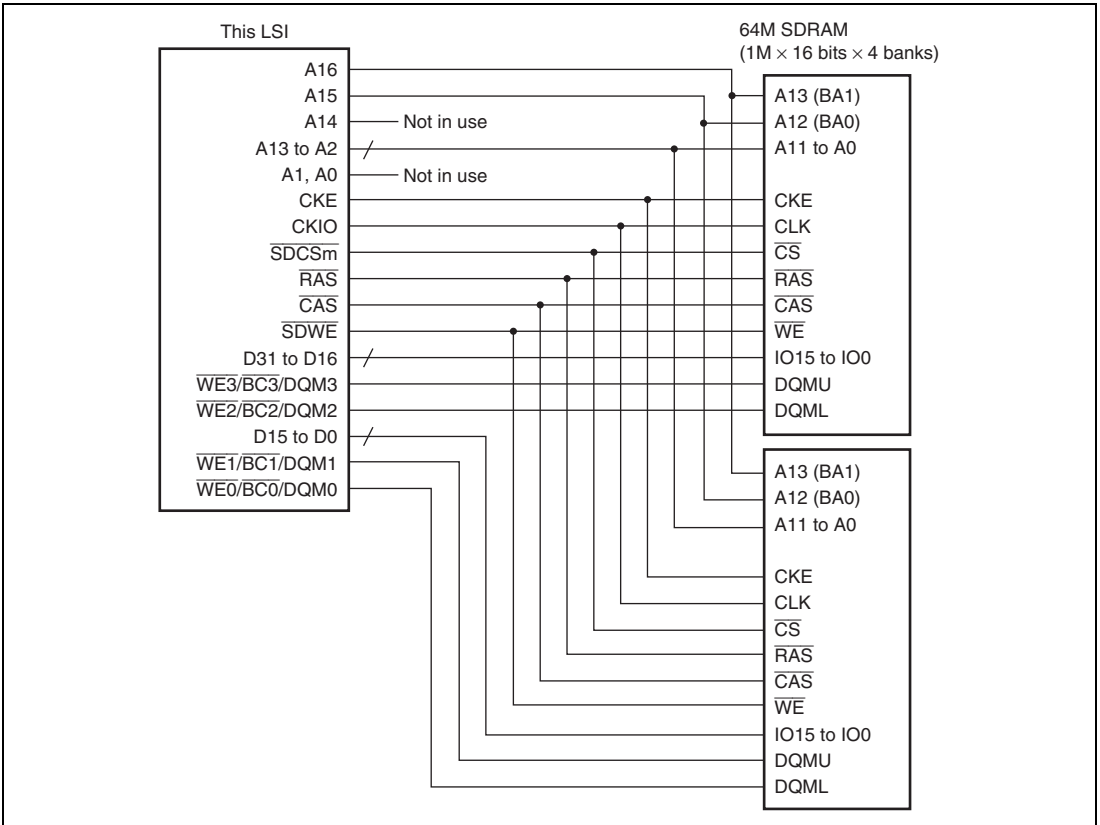 This LSI
A16
A15
A14
Not in use
A13 to A2
A1, A0
Not in use
CKE
CKIO
SDCSm
RAS
CAS
SDWE
D31 to D16
WE3/BC3/DQM3
WE2/BC2/DQM2
D15 to D0
WE1/BC1/DQM1
WE0/BC0/DQM0
64M SDRAM
(1M × 16 bits × 4 banks)
A13 (BA1)
A12 (BA0)
A11 to A0
CKE
CLK
CS
RAS
CAS
WE
IO15 to IO0
DQMU
DQML
A13 (BA1)
A12 (BA0)
A11 to A0
CKE
CLK
CS
RAS
CAS
WE
IO15 to IO0
DQMU
DQML